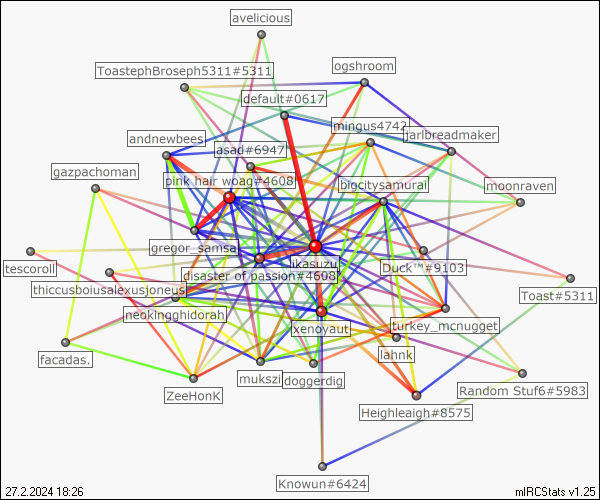 avelicious
ToastephBroseph5311#5311
ogshroom
default#0617
mingus4742
andnewbees
jarlbreadmaker
asad#6947
gazpachoman
pink hair woag#4608
bigcitysamurai
moonraven
gregor_samsa
ikasuzu
tescoroll
disaster of passion#4608
Duck™#9103
thiccusboiusalexusjoneus
Toast#5311
neokingghidorah
xenoyaut
turkey_mcnugget
facadas.
lahnk
mukszi
doggerdig
Random Stuf6#5983
ZeeHonK
Heighleaigh#8575
Knowun#6424
27.2.2024 18:26
mIRCStats v1.25